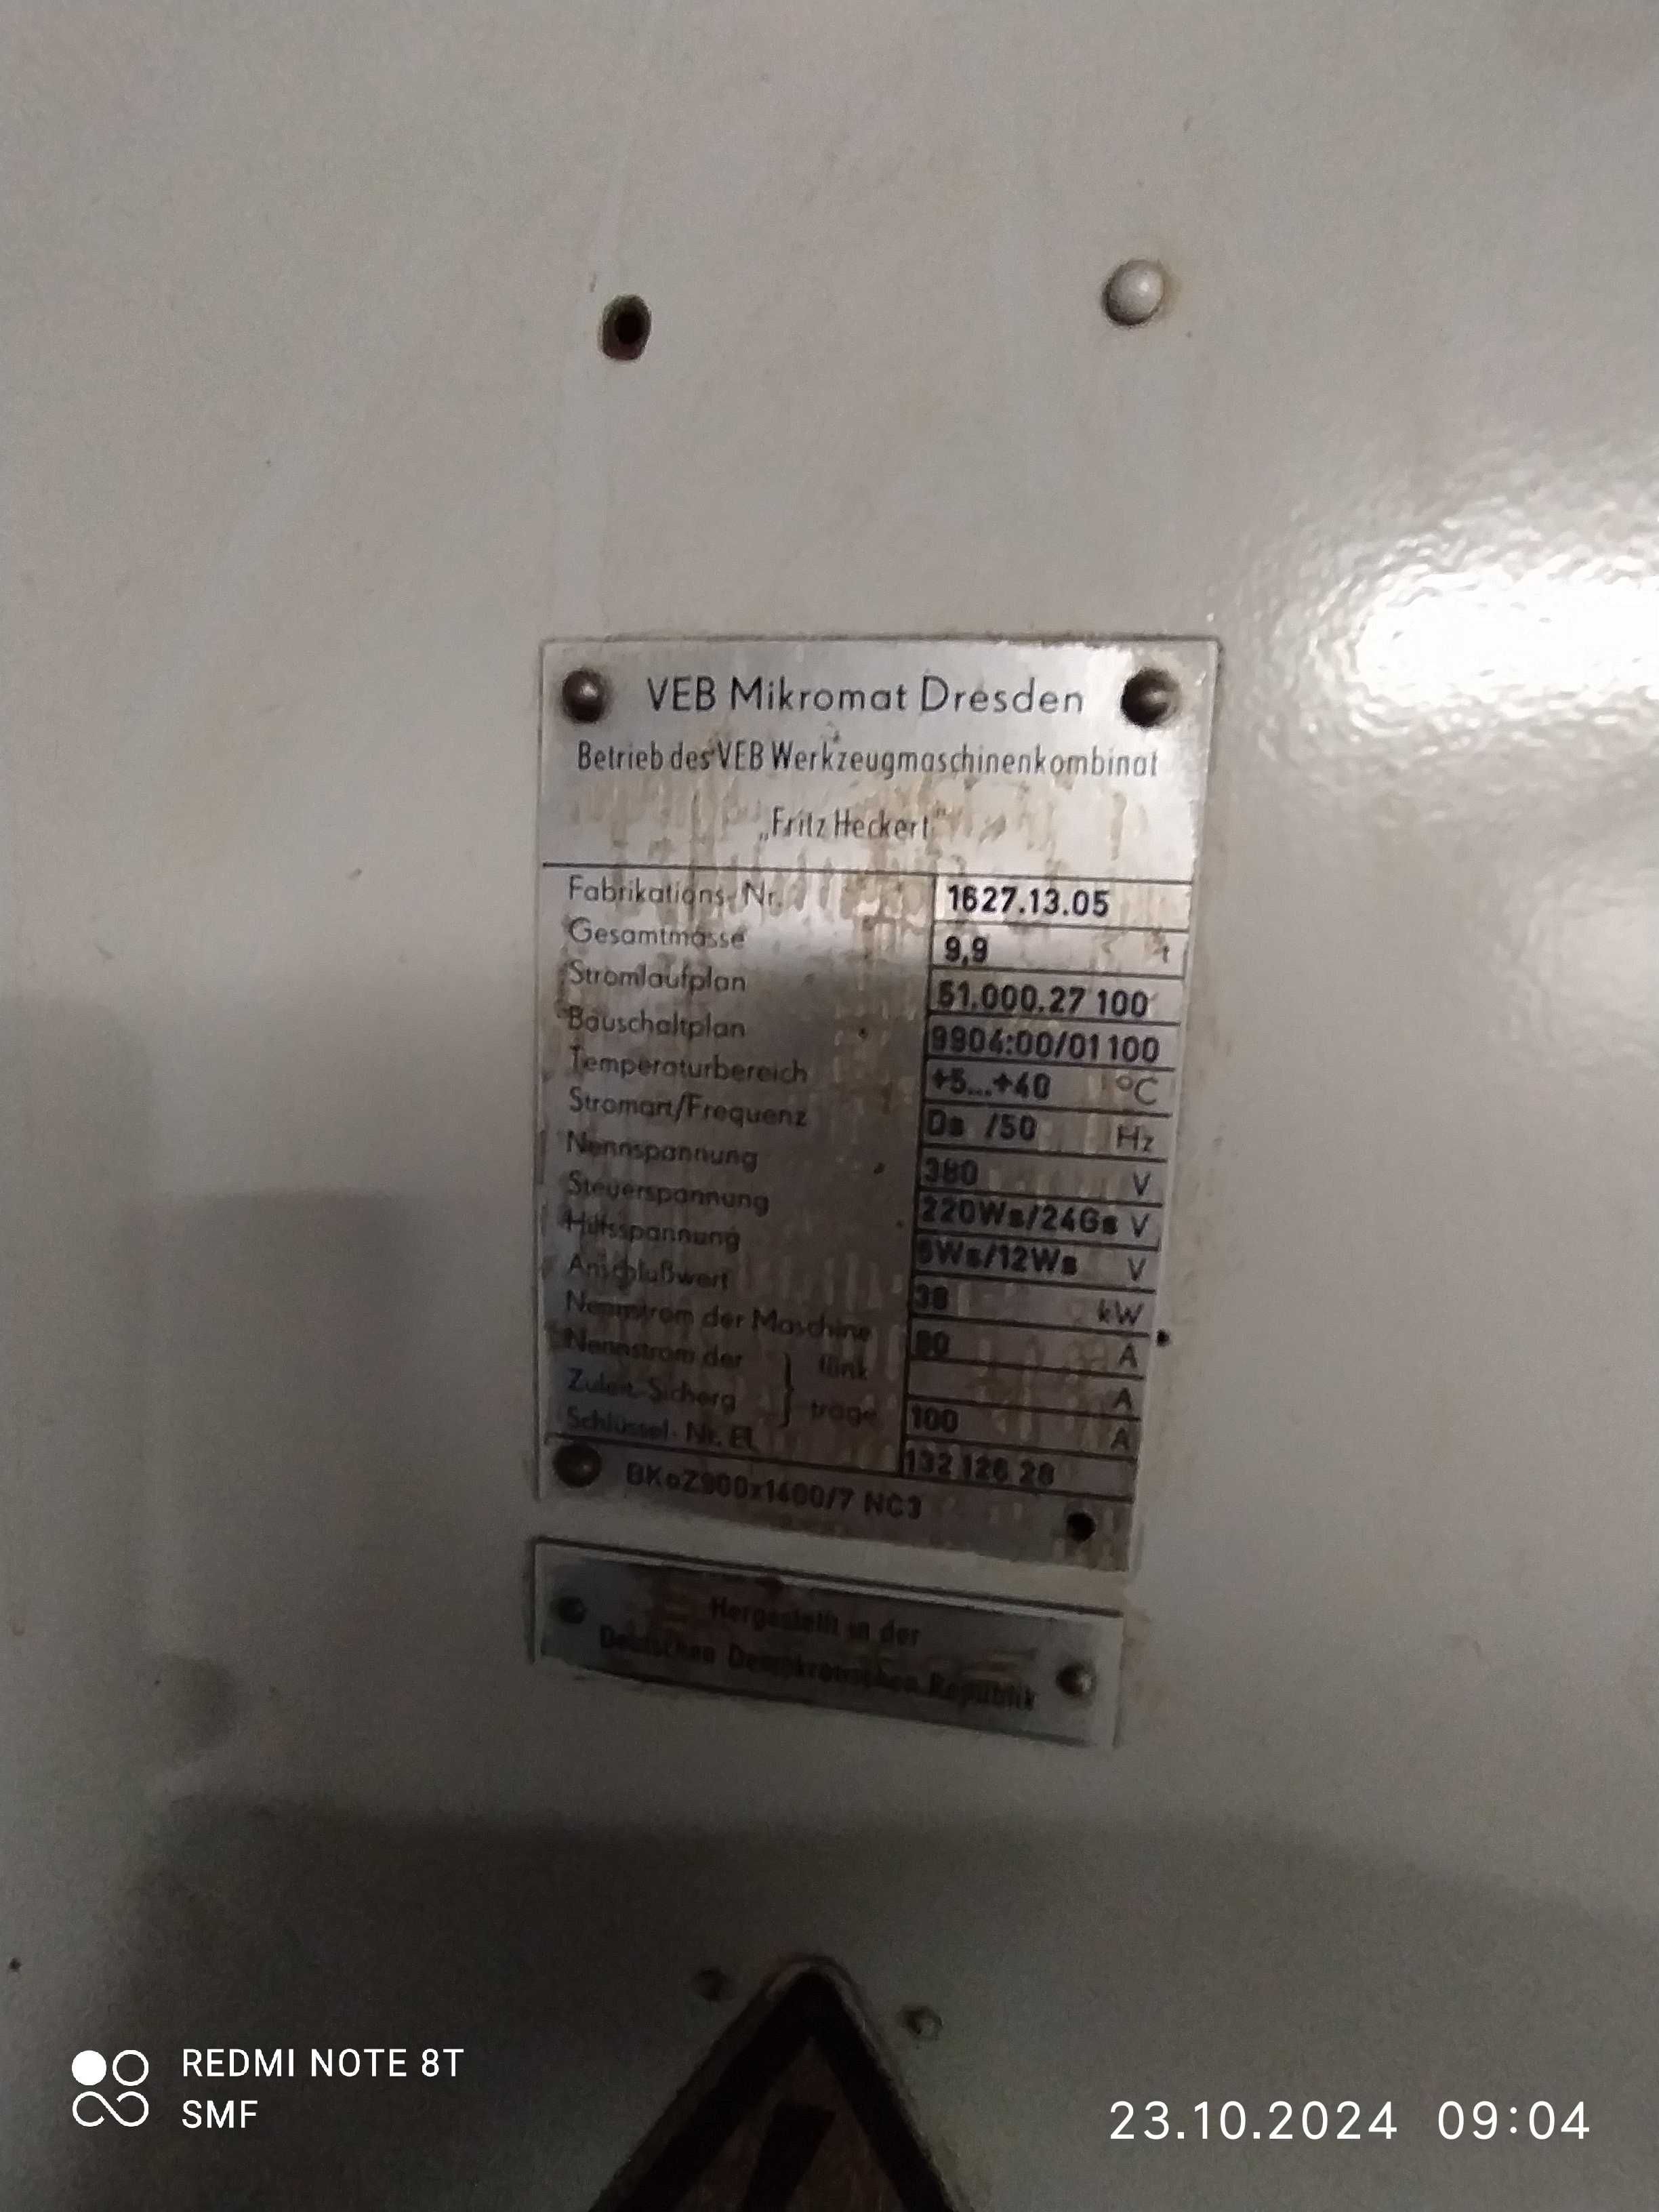 VEB Mikromat Dresden
Betrieb des VEB Werkzeugmaschinenkombinat
„Fritz Heckert"
Fabrikations-Nr. 1627.13.05
Gesamtmasse 9,9 t
Stromlaufplan 51.000.27 100
Bauschaltplan 9904:00/01 100
Temperaturbereich +5...+40 °C
Stromart/Frequenz Ds /50 Hz
Nennspannung 380 V
Steuerspannung 220Ws/24Gs V
Hilfsspannung 6Ws/12Ws V
Anschlußwert 38 kW
Nennstrom der Maschine 80 A
Nennstrom der flink A
Zuleit.-Sicherg träge 100 A
Schlüssel-Nr. El. 132 126 28
BKoZ900x1400/7 NC3
Hergestellt in der
Deutschen Demokratischen Republik
REDMI NOTE 8T
SMF
23.10.2024 09:04